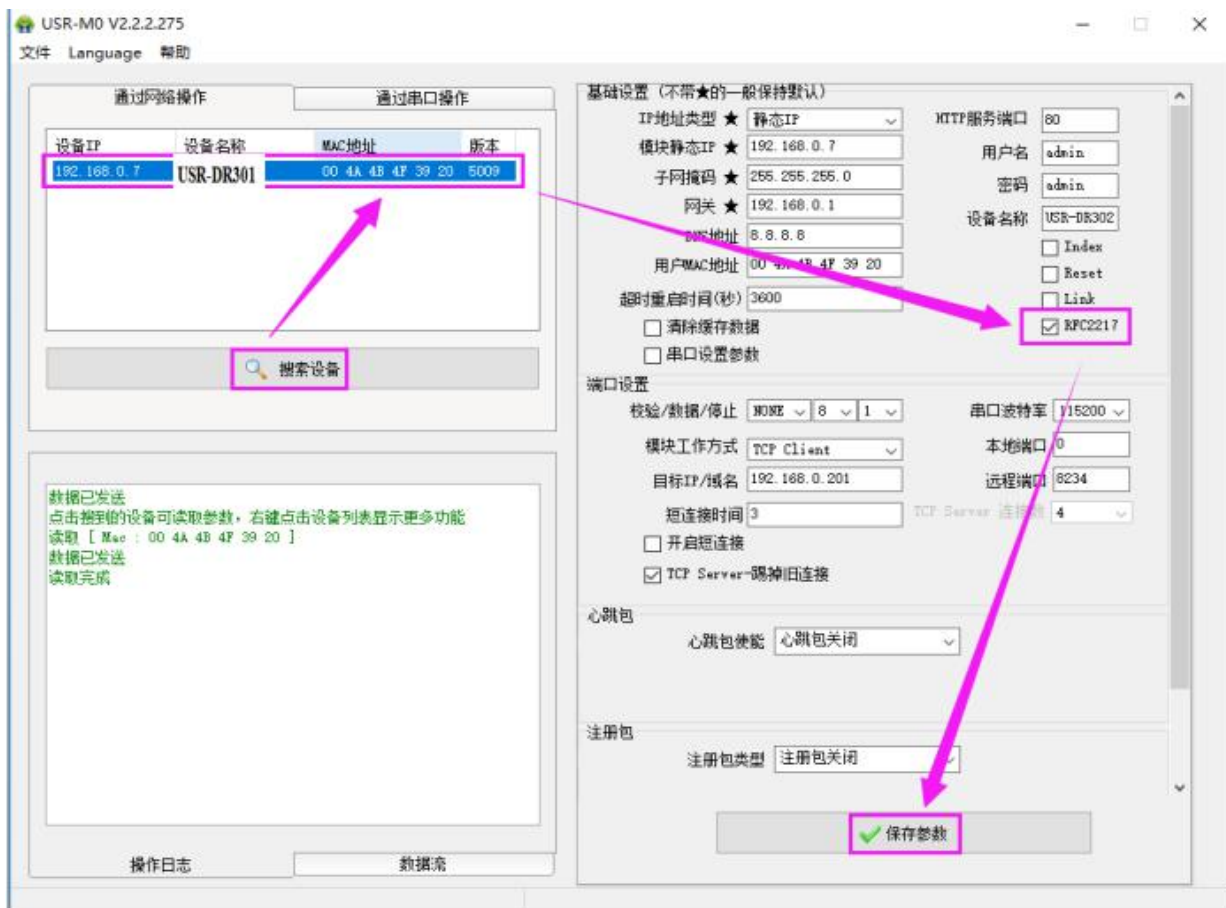 USR-M0 V2.2.2.275
文件 Language 帮助
通过网络操作 通过串口操作
设备IP 设备名称 MAC地址 版本
192.168.0.7 USR-DR301 00 4A 4B 4F 39 20 5009
搜索设备
数据已发送
点击搜到的设备可读取参数，右键点击设备列表显示更多功能
读取 [ Mac : 00 4A 4B 4F 39 20 ]
数据已发送
读取完成
操作日志 数据流
基础设置（不带★的一般保持默认）
IP地址类型 ★ 静态IP
模块静态IP ★ 192.168.0.7
子网掩码 ★ 255.255.255.0
网关 ★ 192.168.0.1
地址 8.8.8.8
用户MAC地址 00 4A 4B 4F 39 20
超时重启时间(秒) 3600
清除缓存数据
串口设置参数
HTTP服务端口 80
用户名 admin
密码 admin
设备名称 USR-DR302
Index
Reset
Link
RFC2217
端口设置
校验/数据/停止 NONE 8 1
串口波特率 115200
模块工作方式 TCP Client
本地端口 0
目标IP/域名 192.168.0.201
远程端口 8234
短连接时间 3
TCP Server 连接 4
开启短连接
TCP Server-踢掉旧连接
心跳包
心跳包使能 心跳包关闭
注册包
注册包类型 注册包关闭
保存参数